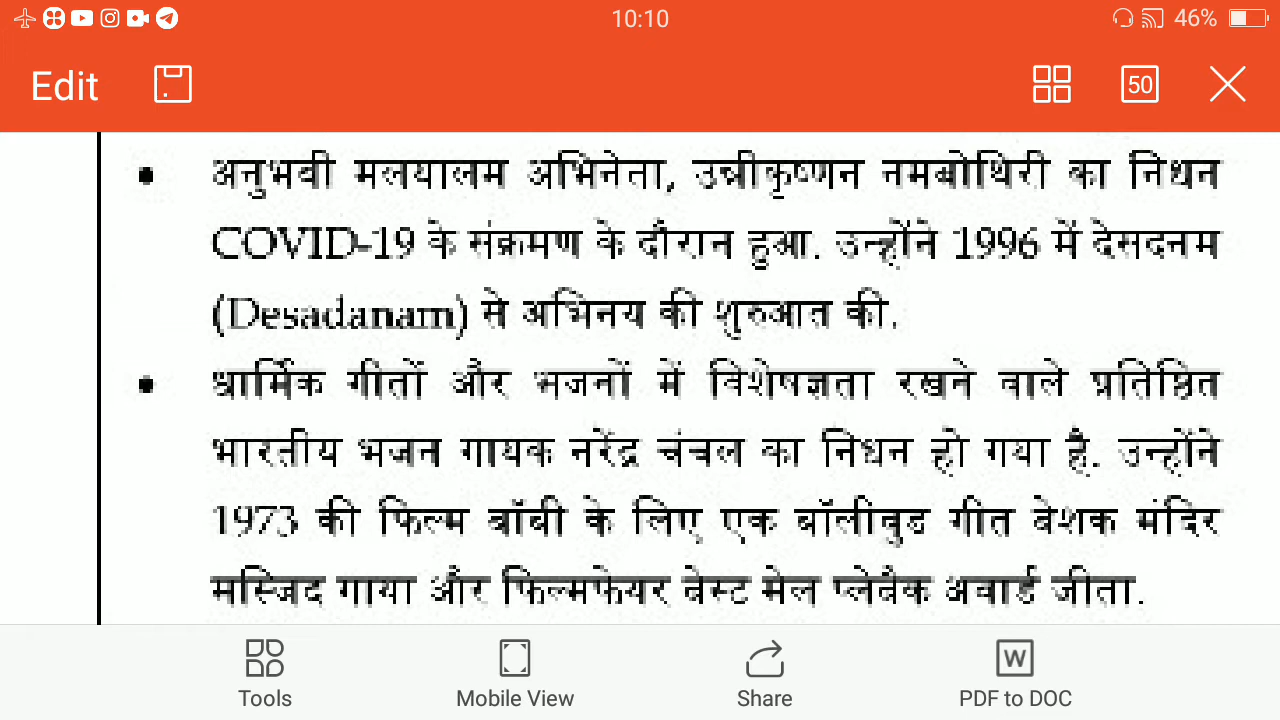 10:10
46%
Edit
50
• अनुभवी मलयालम अभिनेता, उन्नीकृष्णन नमबोथिरी का निधन
COVID-19 के संक्रमण के दौरान हुआ. उन्होंने 1996 में देसदनम
(Desadanam) से अभिनय की शुरुआत की.
• धार्मिक गीतों और भजनों में विशेषज्ञता रखने वाले प्रतिष्ठित
भारतीय भजन गायक नरेंद्र चंचल का निधन हो गया है. उन्होंने
1973 की फिल्म बॉबी के लिए एक बॉलीवुड गीत बेशक मंदिर
मस्जिद गाया और फिल्मफेयर बेस्ट मेल प्लेबैक अवार्ड जीता.
Tools
Mobile View
Share
W
PDF to DOC